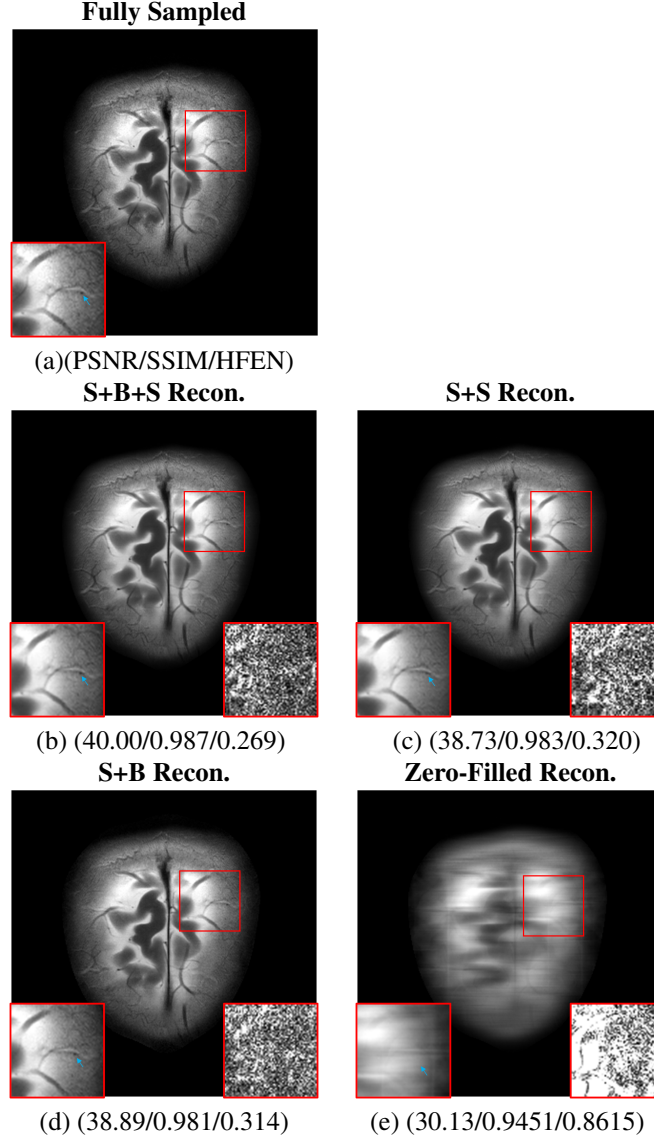 Fully Sampled
(a)(PSNR/SSIM/HFEN)
S+B+S Recon.
S+S Recon.
(b) (40.00/0.987/0.269)
(c) (38.73/0.983/0.320)
S+B Recon.
Zero-Filled Recon.
(d) (38.89/0.981/0.314)
(e) (30.13/0.9451/0.8615)